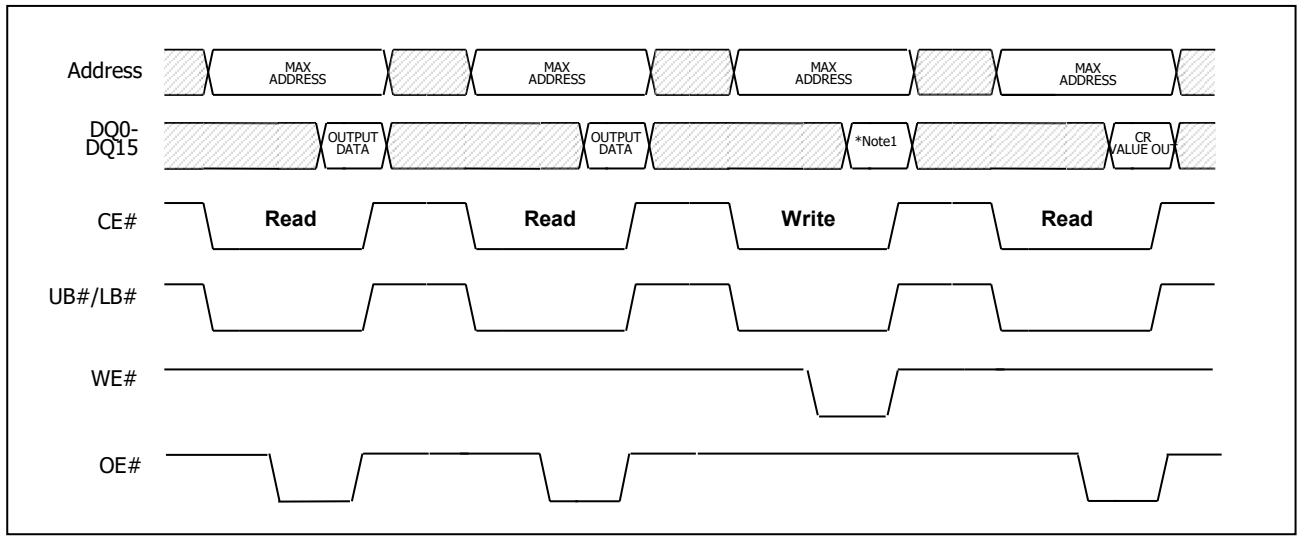 Address
MAX
ADDRESS
MAX
ADDRESS
MAX
ADDRESS
MAX
ADDRESS
DQ0-
DQ15
OUTPUT
DATA
OUTPUT
DATA
*Note1
CR
VALUE OUT
CE#
Read
Read
Write
Read
UB#/LB#
WE#
OE#